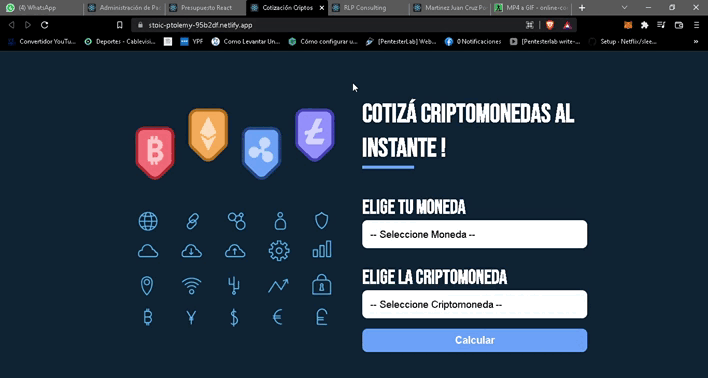 (4) WhatsApp
Administración de Pac
Presupuesto React
Cotización Criptos
RLP Consulting
Martinez Juan Cruz Por
MP4 a GIF - online-co
stoic-ptolemy-95b2df.netlify.app
Convertidor YouTu...
Deportes - Cablevisi...
YPF
Como Levantar Un...
Cómo configurar u...
[PentesterLab] Web...
0 Notificaciones
[Pentesterlab write-...
Setup · Netflix/slee...
COTIZÁ CRIPTOMONEDAS AL
INSTANTE !
ELIGE TU MONEDA
-- Seleccione Moneda --
ELIGE LA CRIPTOMONEDA
-- Seleccione Criptomoneda --
Calcular